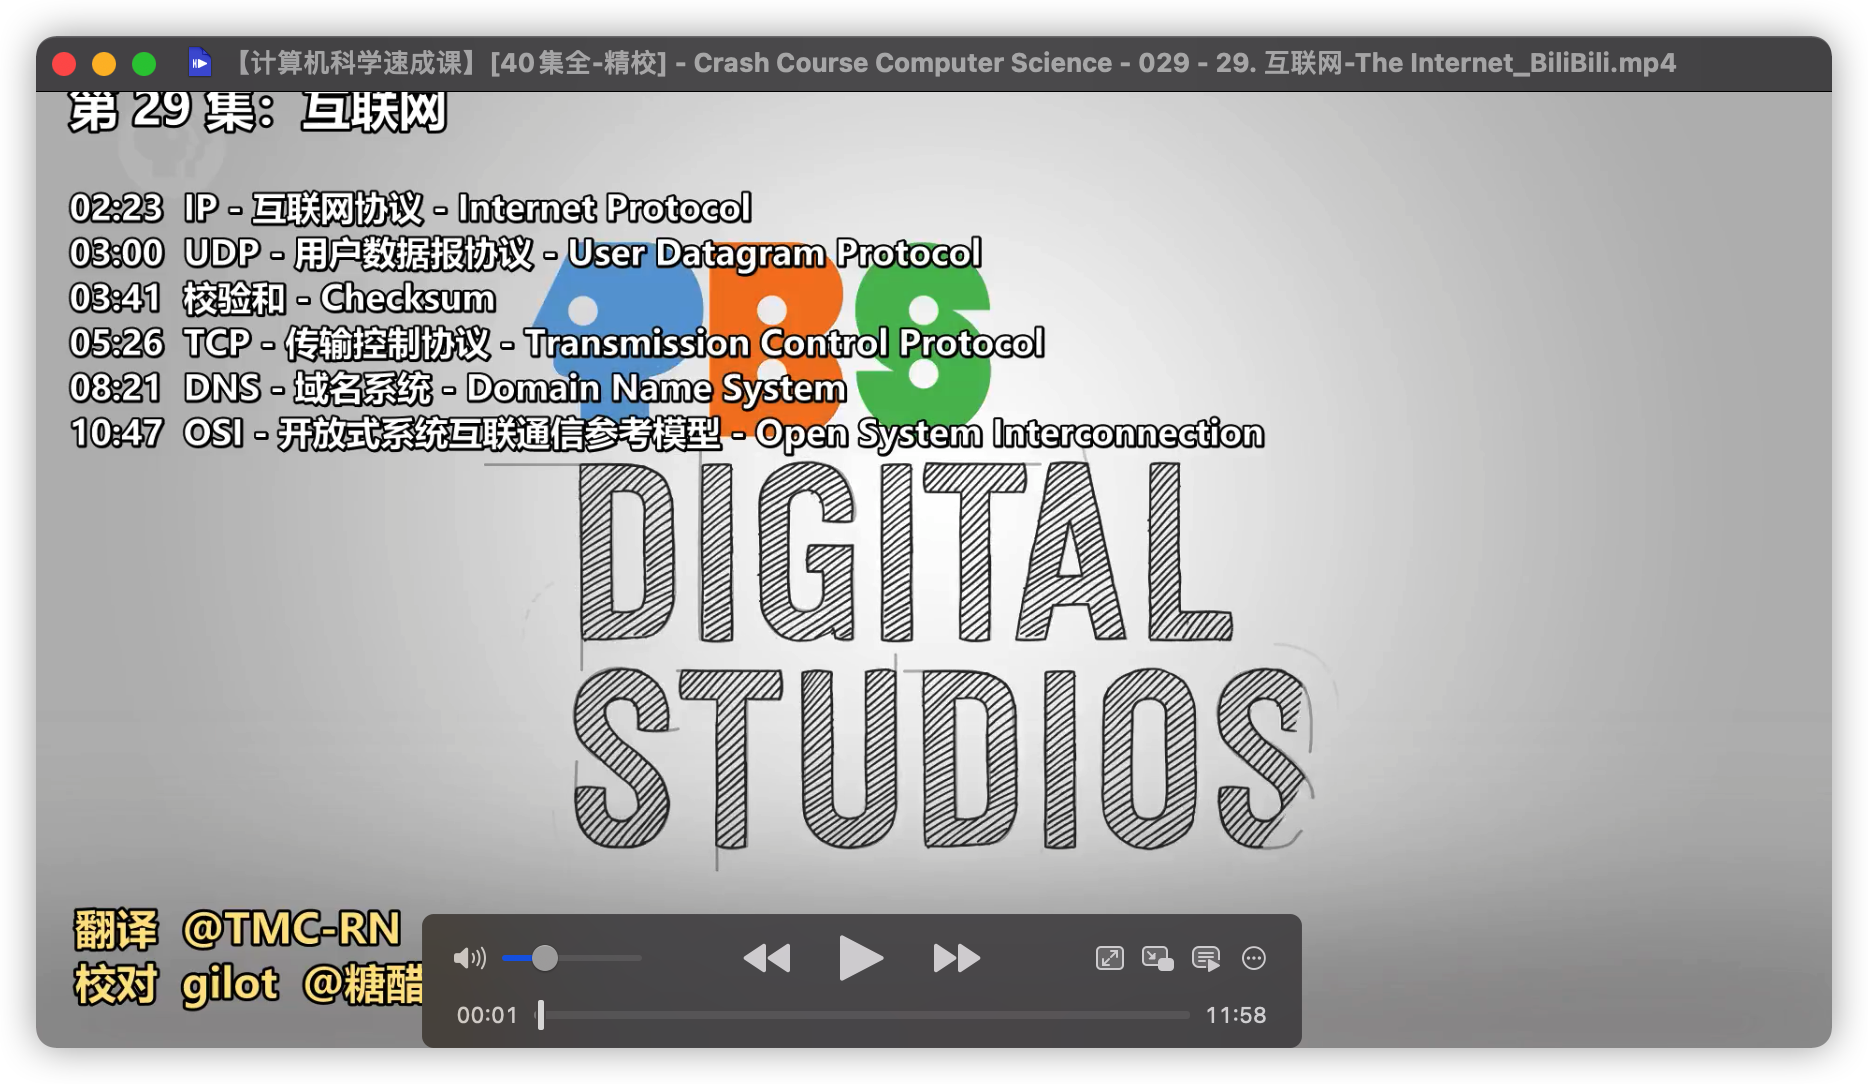 【计算机科学速成课】[40集全-精校] - Crash Course Computer Science - 029 - 29. 互联网-The Internet_BiliBili.mp4
第 29 集：互联网
02:23 IP - 互联网协议 - Internet Protocol
03:00 UDP - 用户数据报协议 - User Datagram Protocol
03:41 校验和 - Checksum
05:26 TCP - 传输控制协议 - Transmission Control Protocol
08:21 DNS - 域名系统 - Domain Name System
10:47 OSI - 开放式系统互联通信参考模型 - Open System Interconnection
PBS
DIGITAL
STUDIOS
翻译 @TMC-RN
校对 gilot @糖醋
00:01 11:58